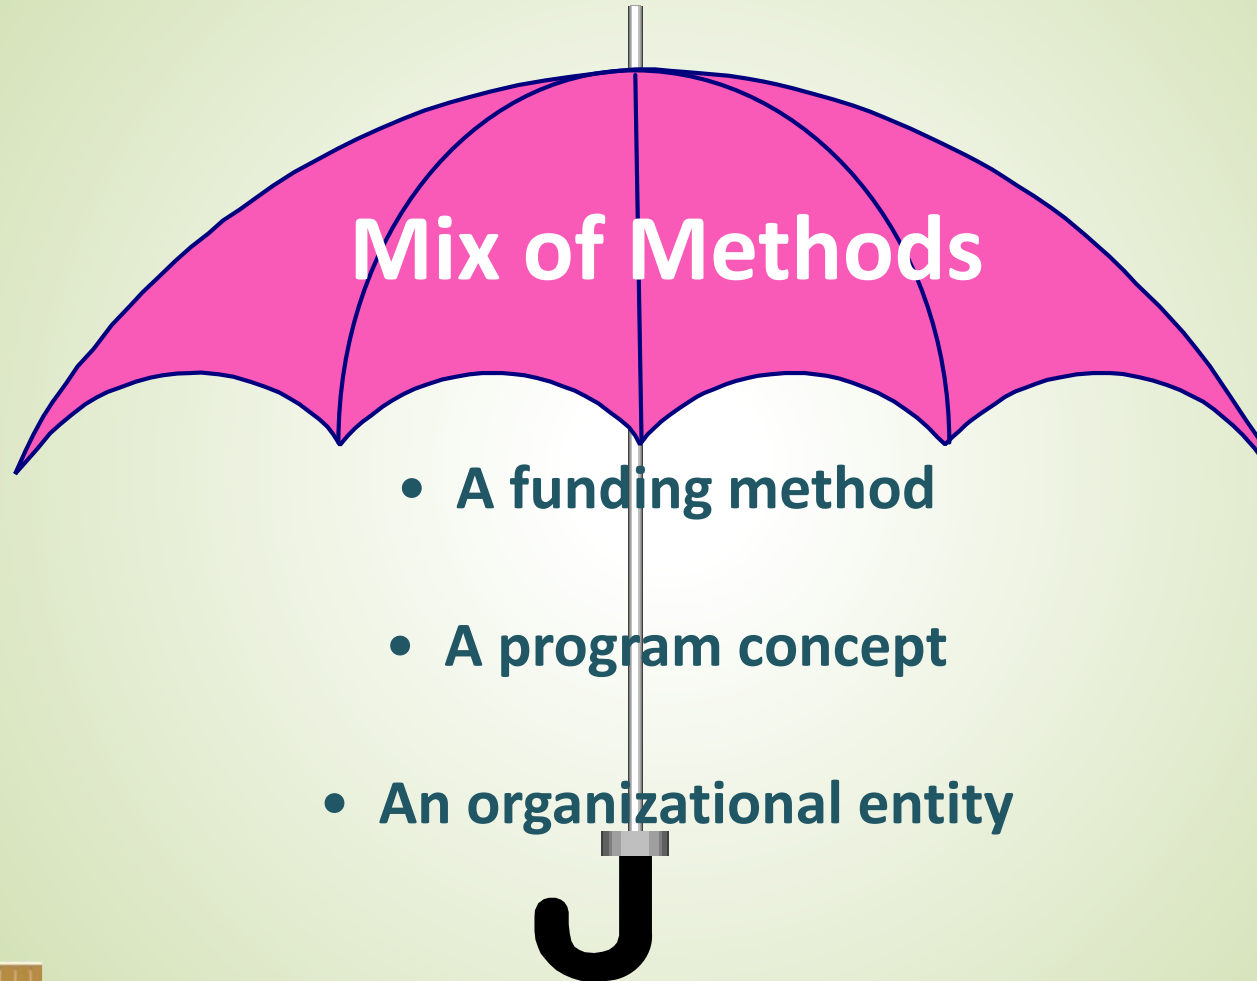 Mix of Methods
• A funding method
• A program concept
• An organizational entity